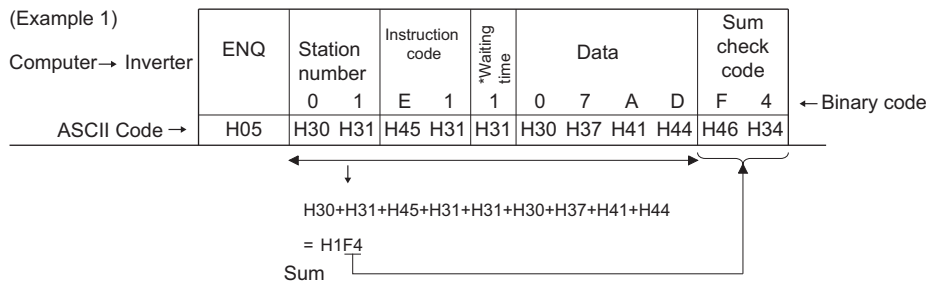 (Example 1)
Computer→ Inverter
ENQ
Station
number
Instruction
code
*Waiting
time
Data
Sum
check
code
0 1 E 1 1 0 7 A D F 4
←Binary code
ASCII Code → H05 H30 H31 H45 H31 H31 H30 H37 H41 H44 H46 H34
H30+H31+H45+H31+H31+H30+H37+H41+H44
= H1F4
Sum